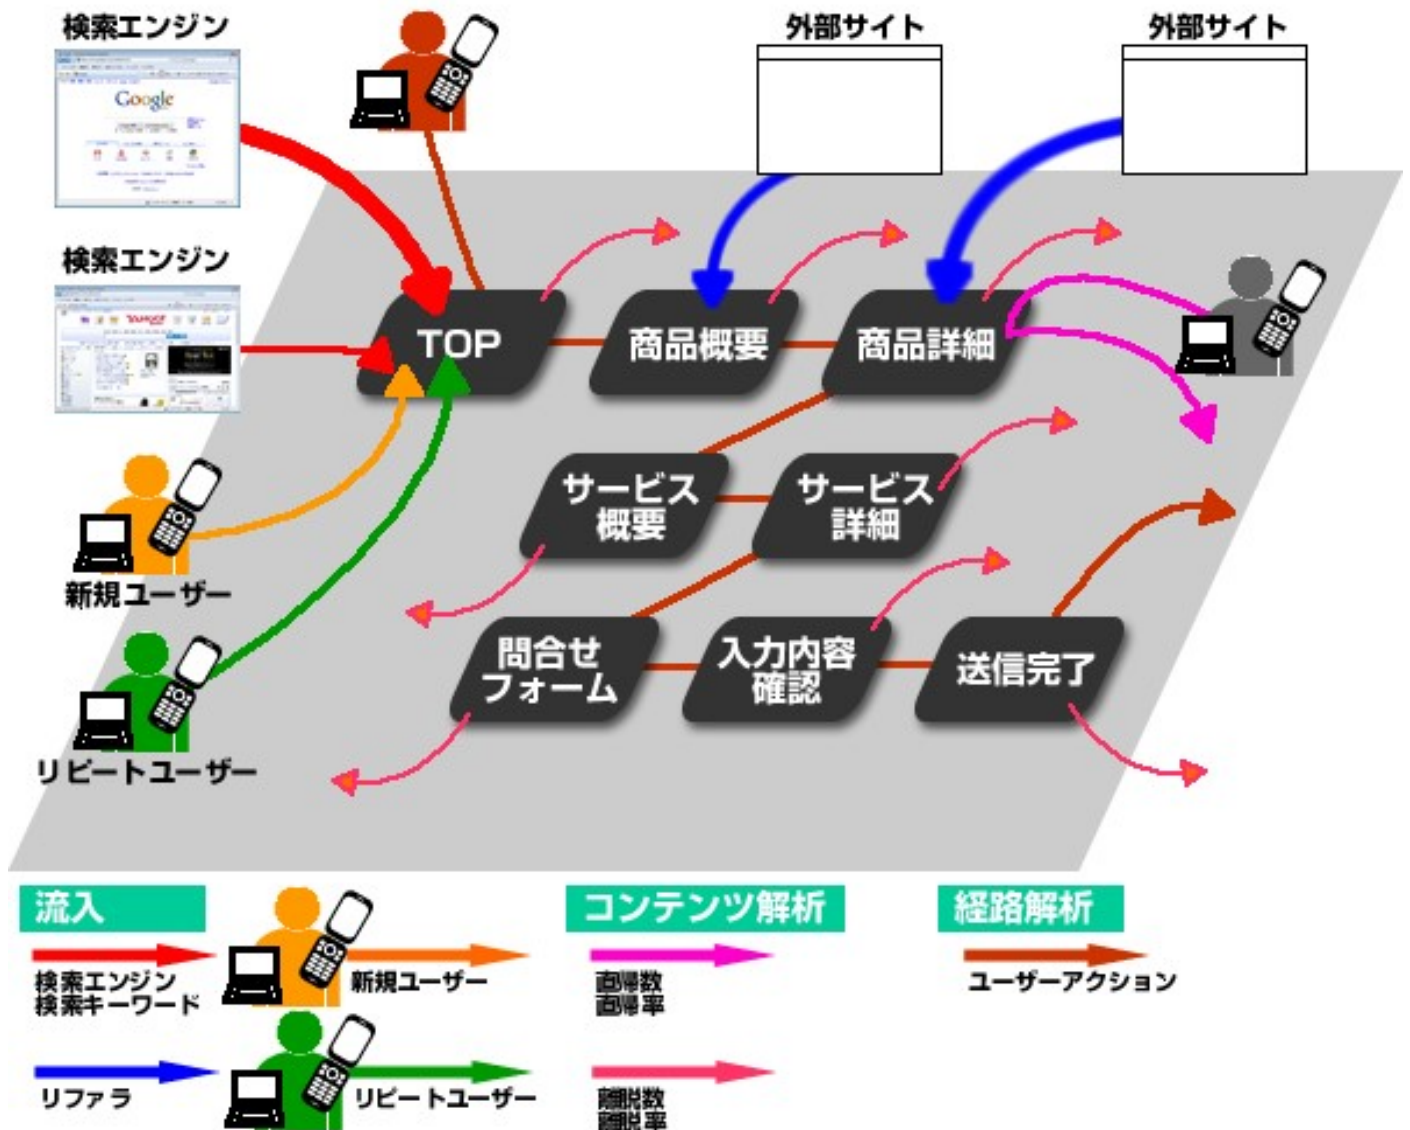 検索エンジン
外部サイト
外部サイト
Google
検索エンジン
YAHOO!
TOP
商品概要
商品詳細
サービス
概要
サービス
詳細
新規ユーザー
問合せ
フォーム
入力内容
確認
送信完了
リピートユーザー
流入
検索エンジン
検索キーワード
新規ユーザー
リファラ
リピートユーザー
コンテンツ解析
直帰数
直帰率
離脱数
離脱率
経路解析
ユーザーアクション